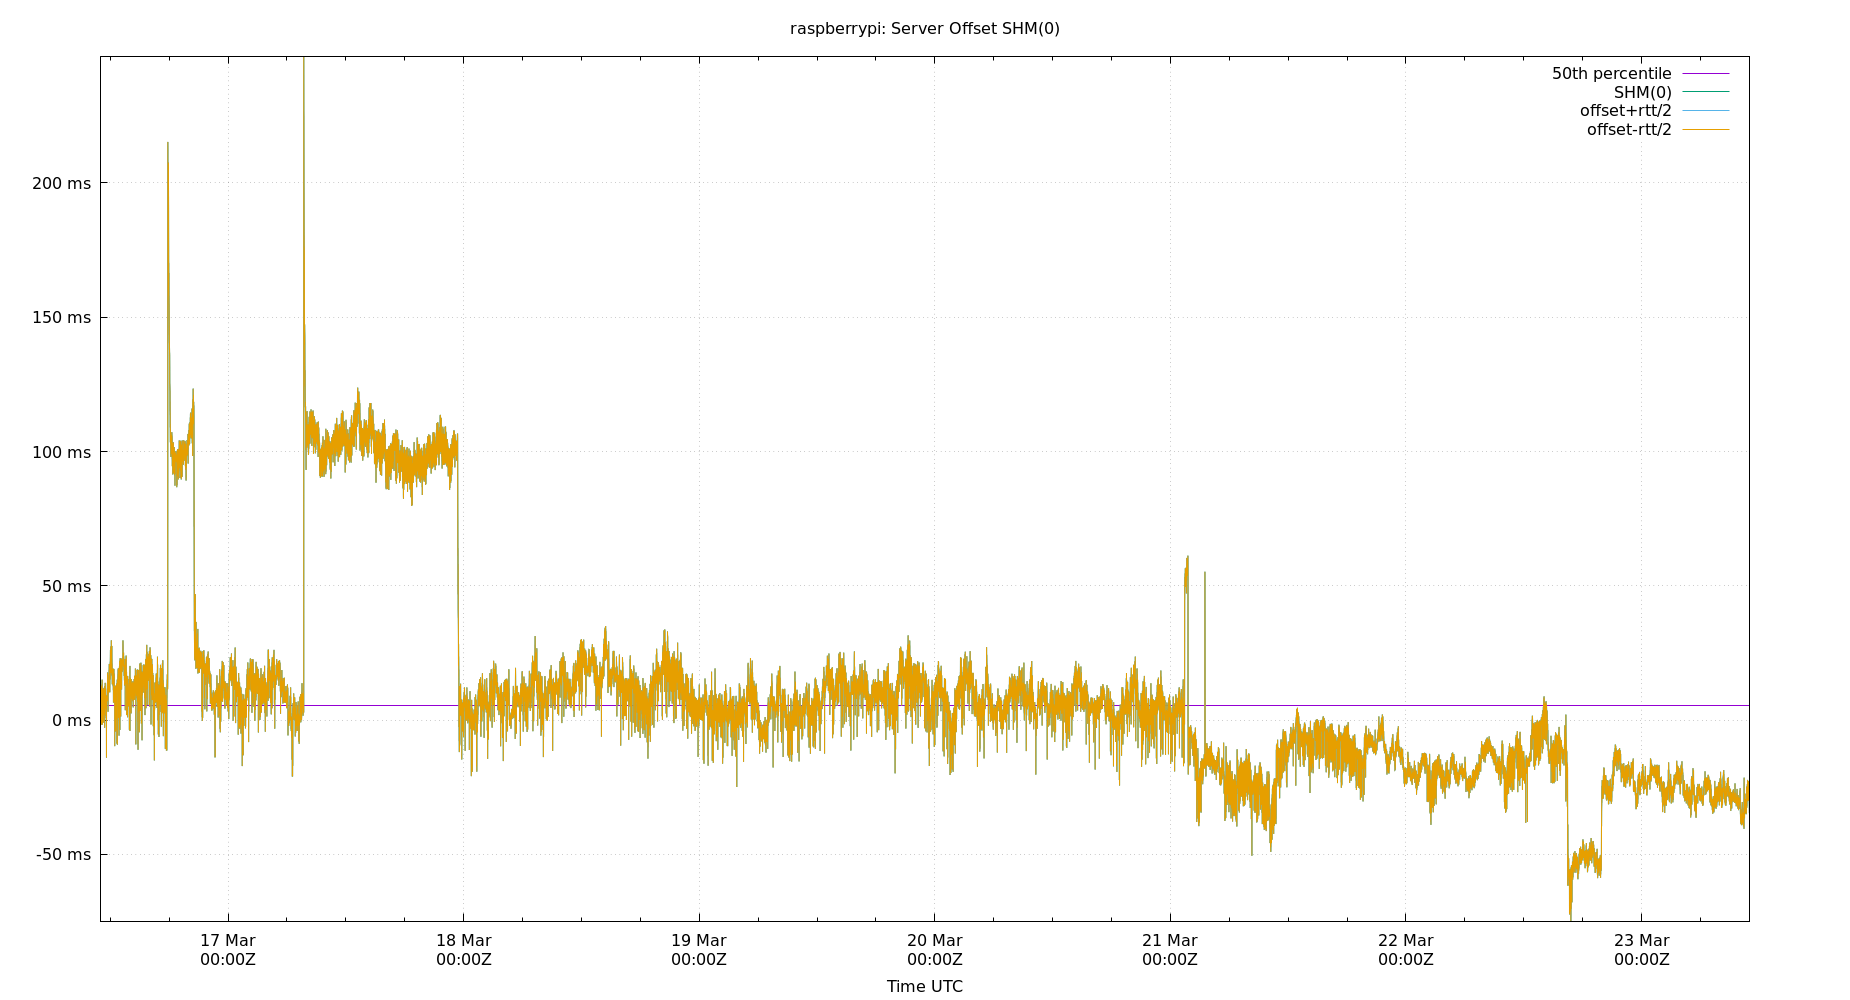 raspberrypi: Server Offset SHM(0)
50th percentile
SHM(0)
offset+rtt/2
offset-rtt/2
200 ms
150 ms
100 ms
50 ms
0 ms
-50 ms
17 Mar 18 Mar 19 Mar 20 Mar 21 Mar 22 Mar 23 Mar
00:00Z 00:00Z 00:00Z 00:00Z 00:00Z 00:00Z 00:00Z
Time UTC